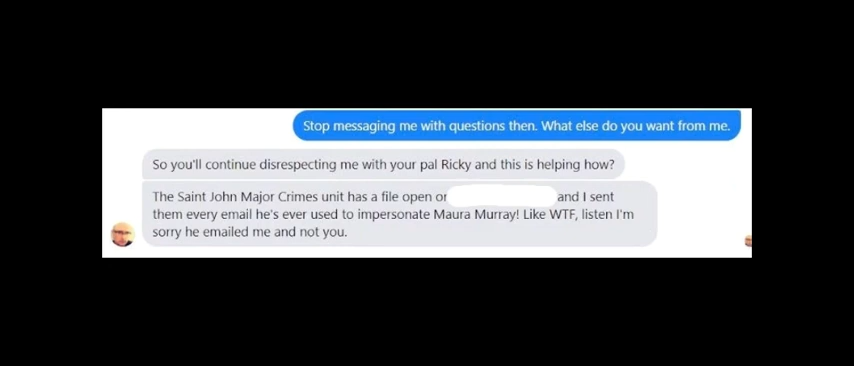 Stop messaging me with questions then. What else do you want from me.
So you'll continue disrespecting me with your pal Ricky and this is helping how?
The Saint John Major Crimes unit has a file open or and I sent
them every email he's ever used to impersonate Maura Murray! Like WTF, listen I'm
sorry he emailed me and not you.